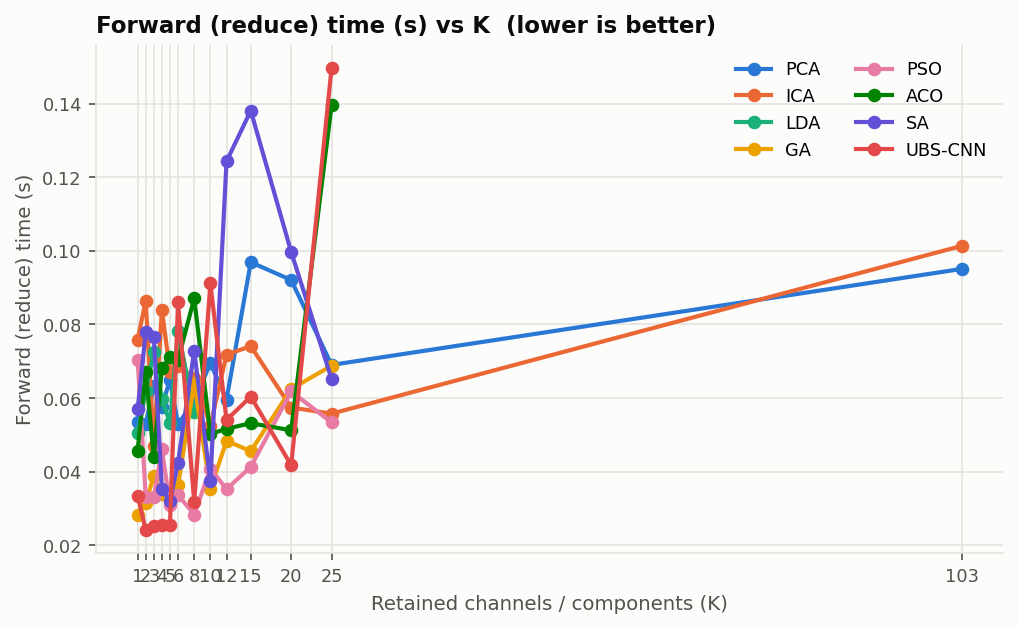 Forward (reduce) time (s) vs K  (lower is better)
PCA
ICA
LDA
GA
PSO
ACO
SA
UBS-CNN
Forward (reduce) time (s)
0.14
0.12
0.10
0.08
0.06
0.04
0.02
1 2 3 4 5 6 8 10 12 15 20 25 103
Retained channels / components (K)